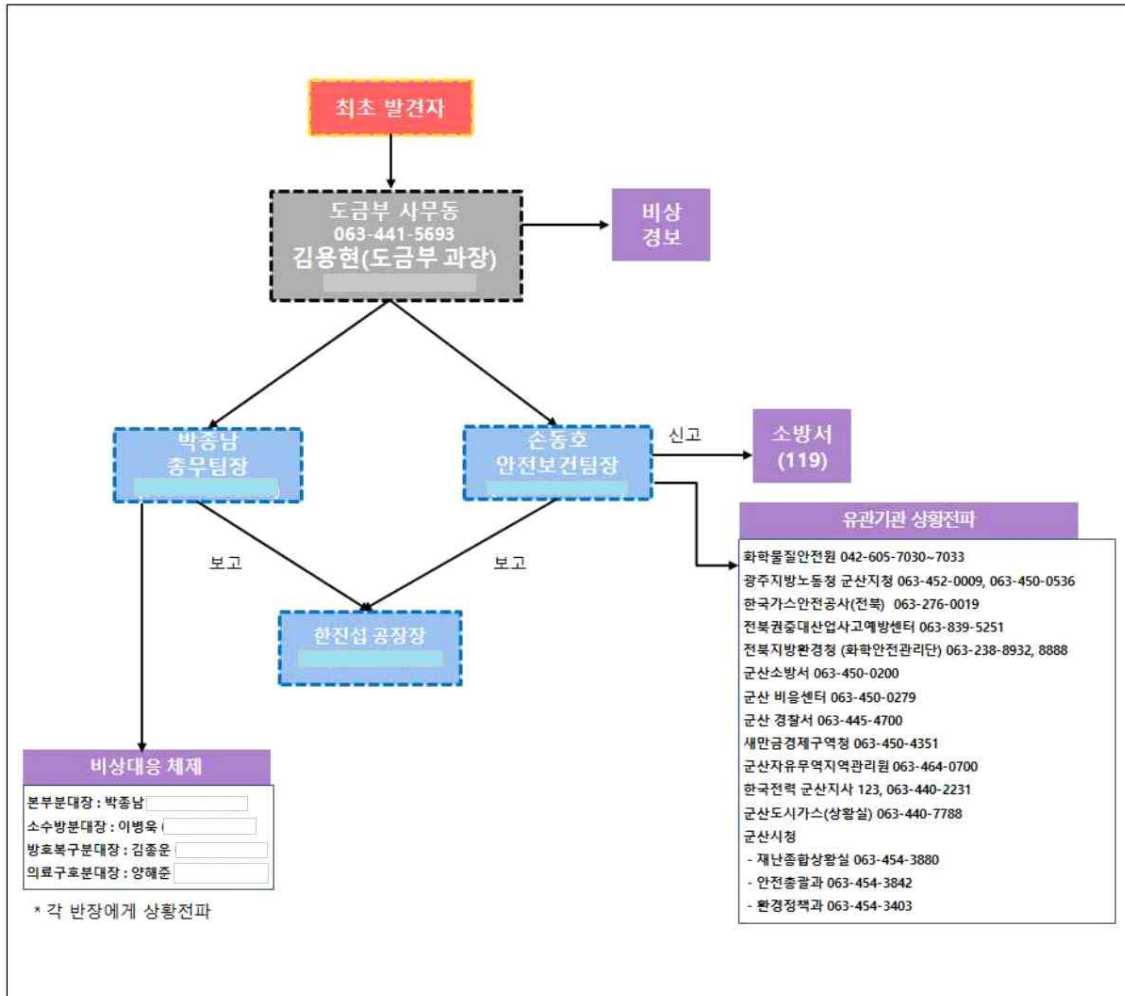 최초 발견자
도금부 사무동
063-441-5693
김용현(도금부 과장)
비상
경보
박종남
총무팀장
손동호
안전보건팀장
신고
소방서
(119)
보고
보고
한진섭 공장장
유관기관 상황전파
화학물질안전원 042-605-7030~7033
광주지방노동청 군산지청 063-452-0009, 063-450-0536
한국가스안전공사(전북) 063-276-0019
전북권중대산업사고예방센터 063-839-5251
전북지방환경청 (화학안전관리단) 063-238-8932, 8888
군산소방서 063-450-0200
군산 비응센터 063-450-0279
군산 경찰서 063-445-4700
새만금경제구역청 063-450-4351
군산자유무역지역관리원 063-464-0700
한국전력 군산지사 123, 063-440-2231
군산도시가스(상황실) 063-440-7788
군산시청
- 재난종합상황실 063-454-3880
- 안전총괄과 063-454-3842
- 환경정책과 063-454-3403
비상대응 체제
본부분대장 : 박종남
소수방분대장 : 이병욱 (
방호복구분대장 : 김종운
의료구호분대장 : 양해준
* 각 반장에게 상황전파